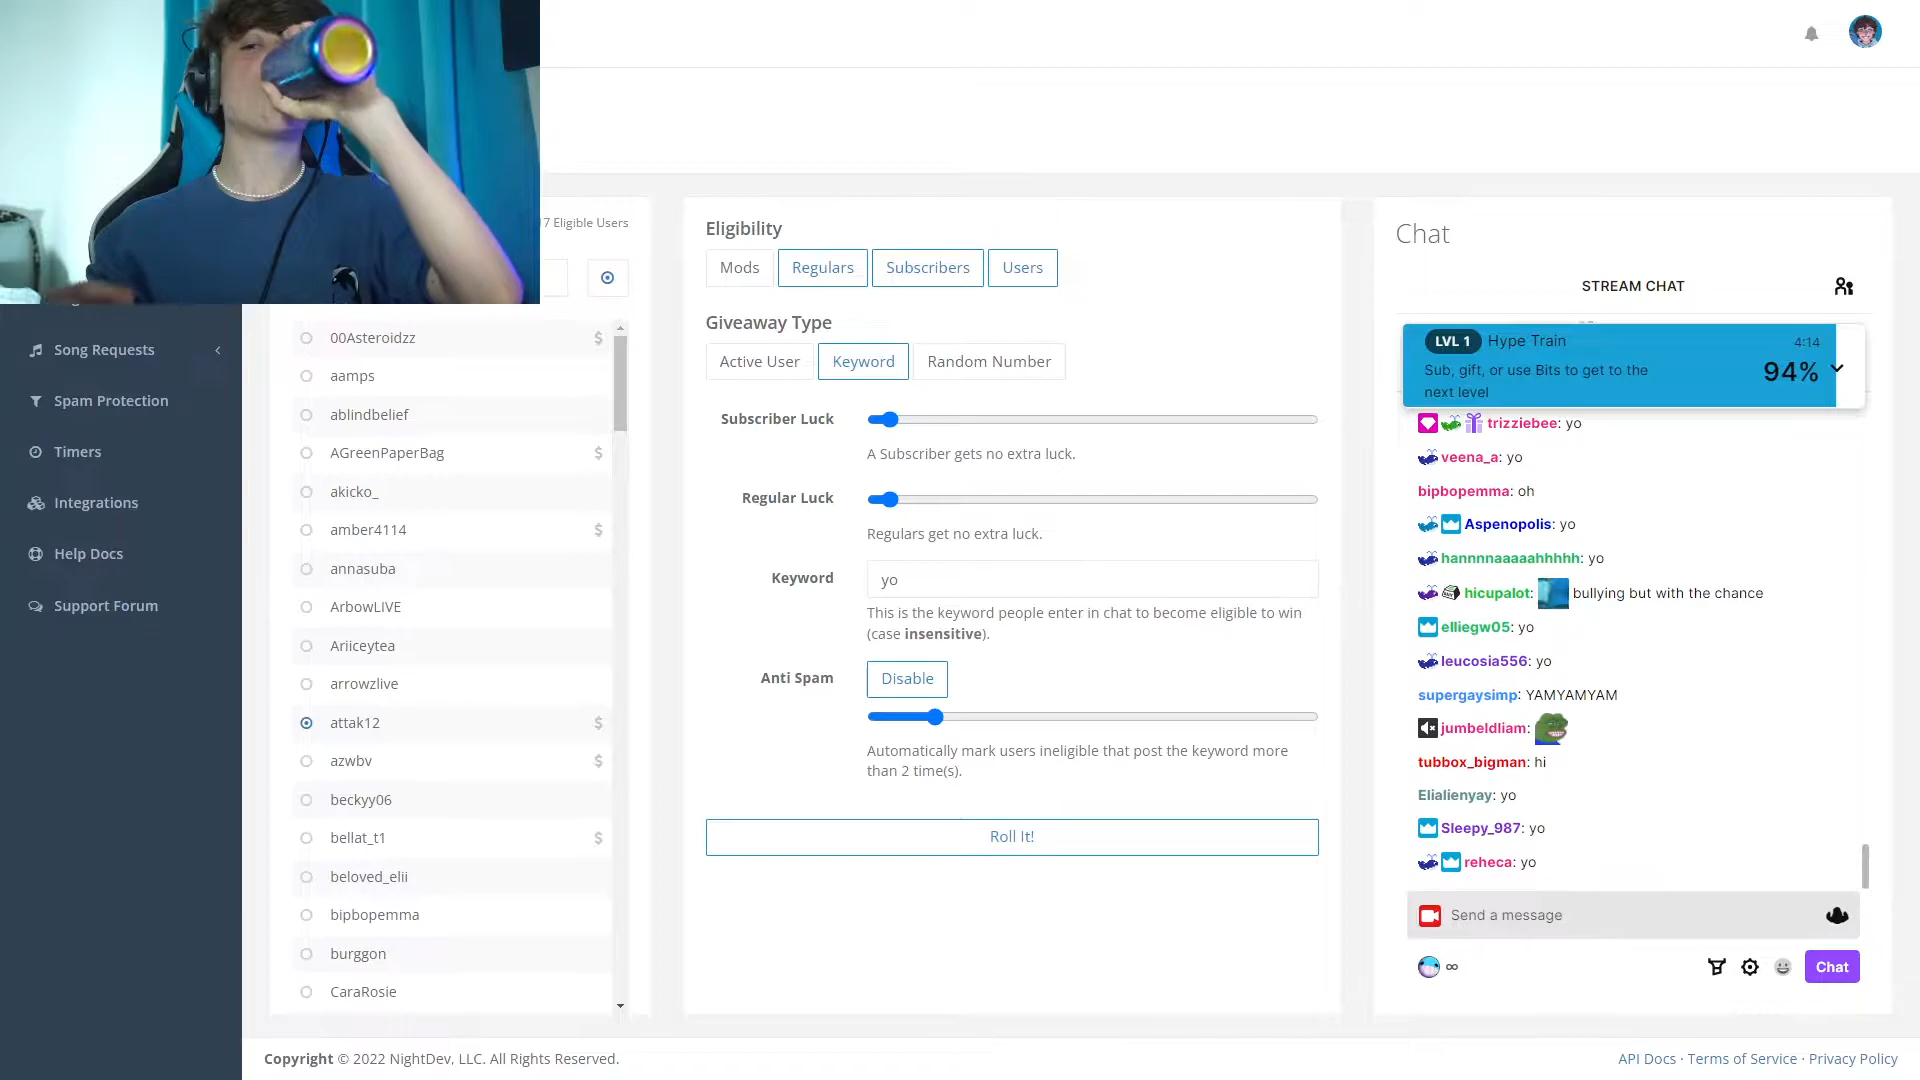 7 Eligible Users
Song Requests
Spam Protection
Timers
Integrations
Help Docs
Support Forum
00Asteroidzz $
aamps
ablindbelief
AGreenPaperBag $
akicko_
amber4114 $
annasuba
ArbowLIVE
Ariiceytea
arrowzlive
attak12 $
azwbv $
beckyy06
bellat_t1 $
beloved_elii
bipbopemma
burggon
CaraRosie
Eligibility
Mods Regulars Subscribers Users
Giveaway Type
Active User Keyword Random Number
Subscriber Luck
A Subscriber gets no extra luck.
Regular Luck
Regulars get no extra luck.
Keyword yo
This is the keyword people enter in chat to become eligible to win
(case insensitive).
Anti Spam Disable
Automatically mark users ineligible that post the keyword more
than 2 time(s).
Roll It!
Chat
STREAM CHAT
LVL 1 Hype Train 4:14
Sub, gift, or use Bits to get to the
next level
94%
trizziebee: yo
veena_a: yo
bipbopemma: oh
Aspenopolis: yo
hannnnaaaaahhhhh: yo
hicupalot: bullying but with the chance
elliegw05: yo
leucosia556: yo
supergaysimp: YAMYAMYAM
jumbeldliam:
tubbox_bigman: hi
Elialienyay: yo
Sleepy_987: yo
reheca: yo
Send a message
∞
Chat
Copyright © 2022 NightDev, LLC. All Rights Reserved.
API Docs · Terms of Service · Privacy Policy